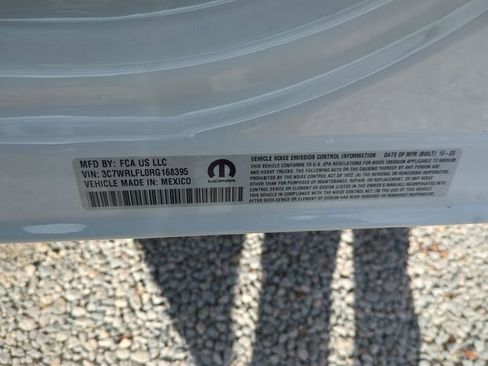 MFD BY: FCA US LLC
VIN: 3C7WRLFL0RG168395
VEHICLE MADE IN: MEXICO
MOPAR
VEHICLE NOISE EMISSION CONTROL INFORMATION DATE OF MFR (BUILT): 10-23
THIS VEHICLE CONFORMS TO U.S. EPA REGULATIONS FOR NOISE EMISSION APPLICABLE TO MEDIUM
AND HEAVY TRUCKS. THE FOLLOWING ACTS OR THE CAUSING THEREOF BY ANY PERSON ARE
PROHIBITED BY THE NOISE CONTROL ACT OF 1972. (A) THE REMOVAL OR RENDERING INOPERATIVE,
OTHER THAN FOR PURPOSES OF MAINTENANCE, REPAIR, OR REPLACEMENT, OF ANY NOISE
CONTROL DEVICE OR ELEMENT OF DESIGN (LISTED IN THE OWNER'S MANUAL) INCORPORATED INTO
THIS VEHICLE IN COMPLIANCE WITH THE NOISE CONTROL ACT. (B) THE USE OF THIS VEHICLE AFTER
SUCH DEVICE OR ELEMENT OF DESIGN HAS BEEN REMOVED OR RENDERED INOPERATIVE.